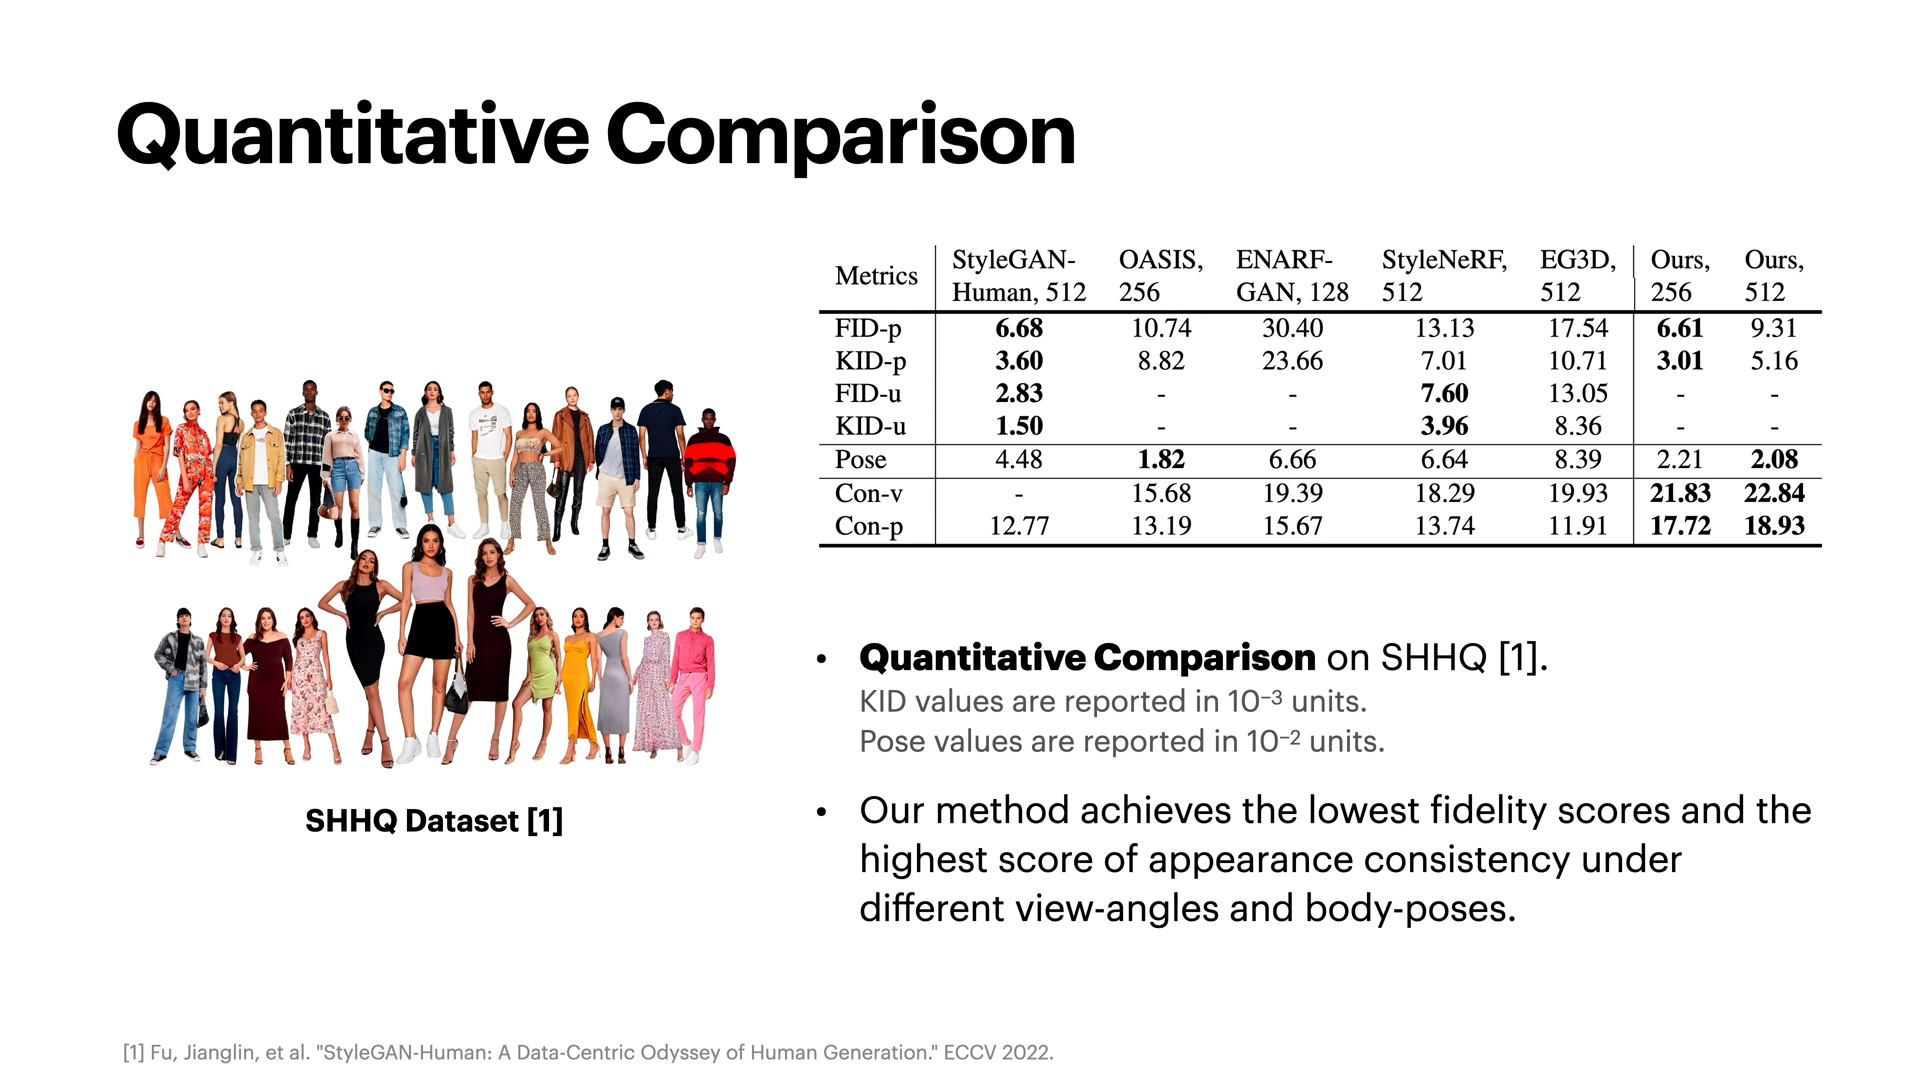 Quantitative Comparison
Metrics StyleGAN-Human, 512 OASIS, 256 ENARF-GAN, 128 StyleNeRF, 512 EG3D, 512 Ours, 256 Ours, 512
FID-p 6.68 10.74 30.40 13.13 17.54 6.61 9.31
KID-p 3.60 8.82 23.66 7.01 10.71 3.01 5.16
FID-u 2.83 - - 7.60 13.05 - -
KID-u 1.50 - - 3.96 8.36 - -
Pose 4.48 1.82 6.66 6.64 8.39 2.21 2.08
Con-v - 15.68 19.39 18.29 19.93 21.83 22.84
Con-p 12.77 13.19 15.67 13.74 11.91 17.72 18.93
SHHQ Dataset [1]
• Quantitative Comparison on SHHQ [1].
KID values are reported in 10⁻³ units.
Pose values are reported in 10⁻² units.
• Our method achieves the lowest fidelity scores and the
highest score of appearance consistency under
different view-angles and body-poses.
[1] Fu, Jianglin, et al. "StyleGAN-Human: A Data-Centric Odyssey of Human Generation." ECCV 2022.